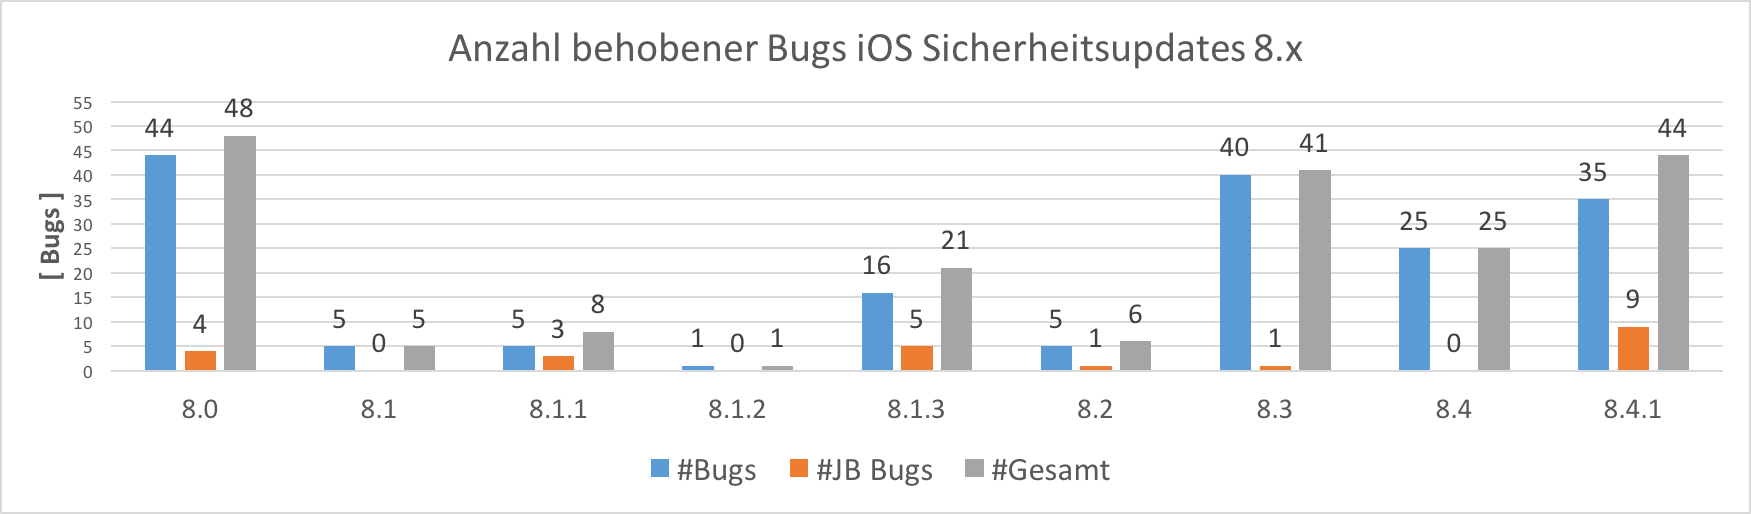 Anzahl behobener Bugs iOS Sicherheitsupdates 8.x
[ Bugs ]
55
50
45
40
35
30
25
20
15
10
5
0
44 4 48
5 0 5
5 3 8
1 0 1
16 5 21
5 1 6
40 1 41
25 0 25
35 9 44
8.0 8.1 8.1.1 8.1.2 8.1.3 8.2 8.3 8.4 8.4.1
#Bugs #JB Bugs #Gesamt